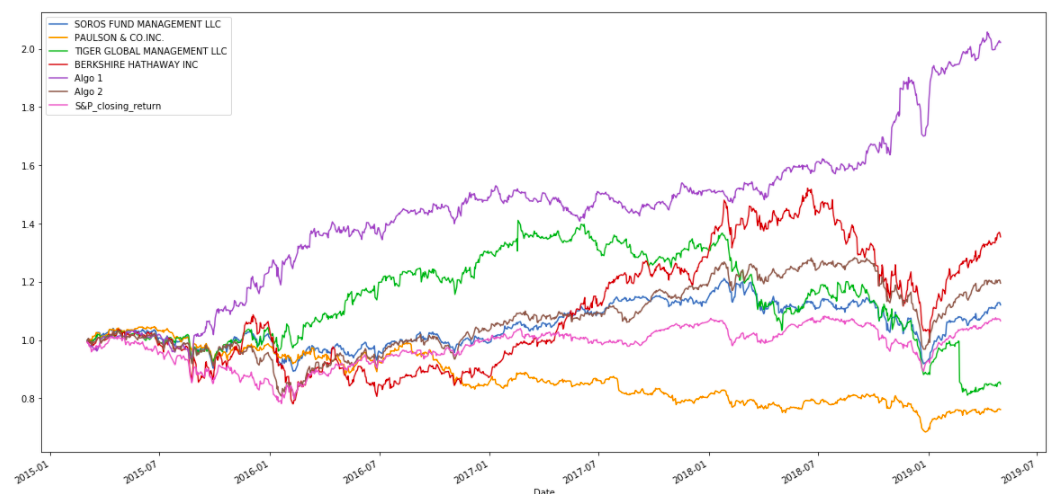 SOROS FUND MANAGEMENT LLC
PAULSON & CO.INC.
TIGER GLOBAL MANAGEMENT LLC
BERKSHIRE HATHAWAY INC
Algo 1
Algo 2
S&P_closing_return
2.0
1.8
1.6
1.4
1.2
1.0
0.8
2015-01
2015-07
2016-01
2016-07
2017-01
2017-07
2018-01
2018-07
2019-01
2019-07
Date